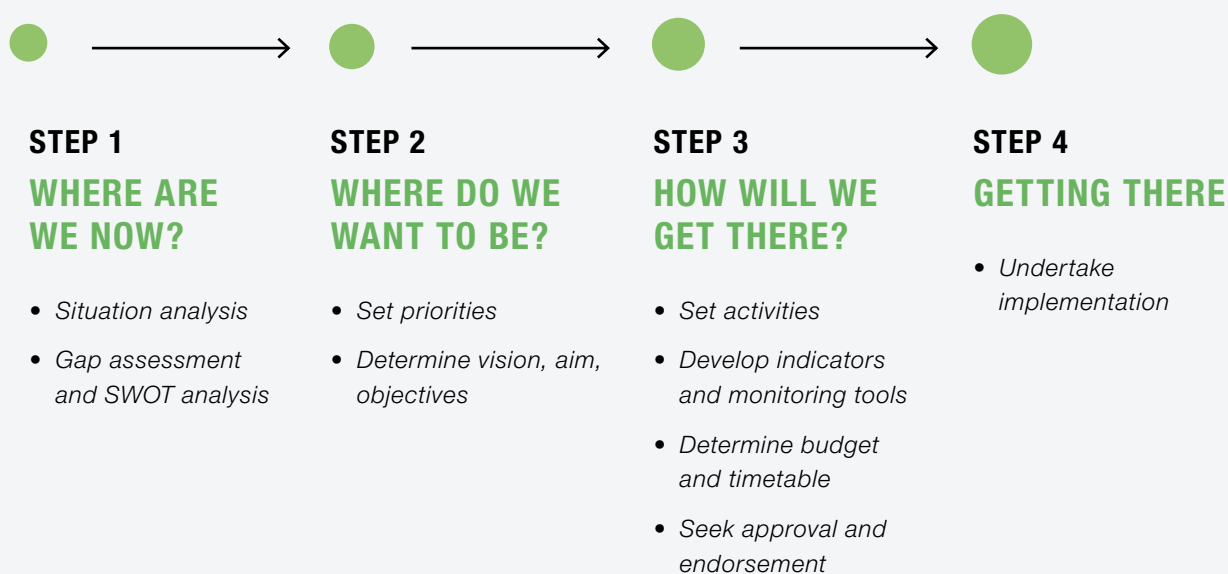 STEP 1
WHERE ARE
WE NOW?
• Situation analysis
• Gap assessment
and SWOT analysis
STEP 2
WHERE DO WE
WANT TO BE?
• Set priorities
• Determine vision, aim,
objectives
STEP 3
HOW WILL WE
GET THERE?
• Set activities
• Develop indicators
and monitoring tools
• Determine budget
and timetable
• Seek approval and
endorsement
STEP 4
GETTING THERE
• Undertake
implementation